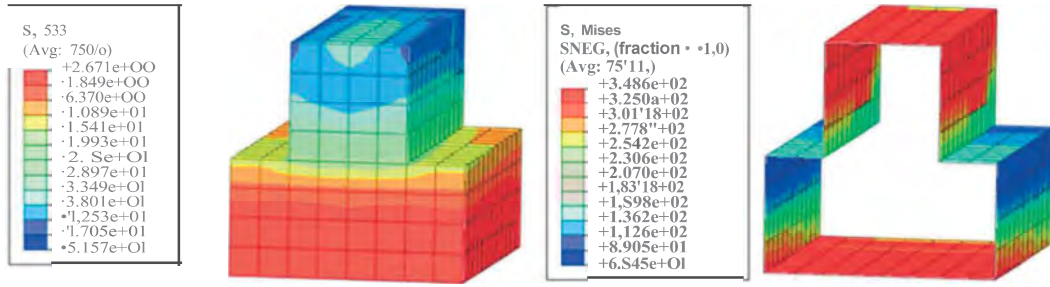 S, 533
(Avg: 750/o)
+2.671e+OO
·1.849e+OO
·6.370e+OO
·1.089e+01
·1.541e+01
·1.993e+01
·2. Se+Ol
·2.897e+01
·3.349e+Ol
·3.801e+Ol
•'1,253e+01
·'1.705e+01
•5.157e+Ol
S, Mises
SNEG, (fraction • •1,0)
(Avg: 75'11,)
+3.486e+02
+3.250a+02
+3.01'18+02
+2.778"+02
+2.542e+02
+2.306e+02
+2.070e+02
+1,83'18+02
+1,S98e+02
+1.362e+02
+1,126e+02
+8.905e+01
+6.S45e+Ol